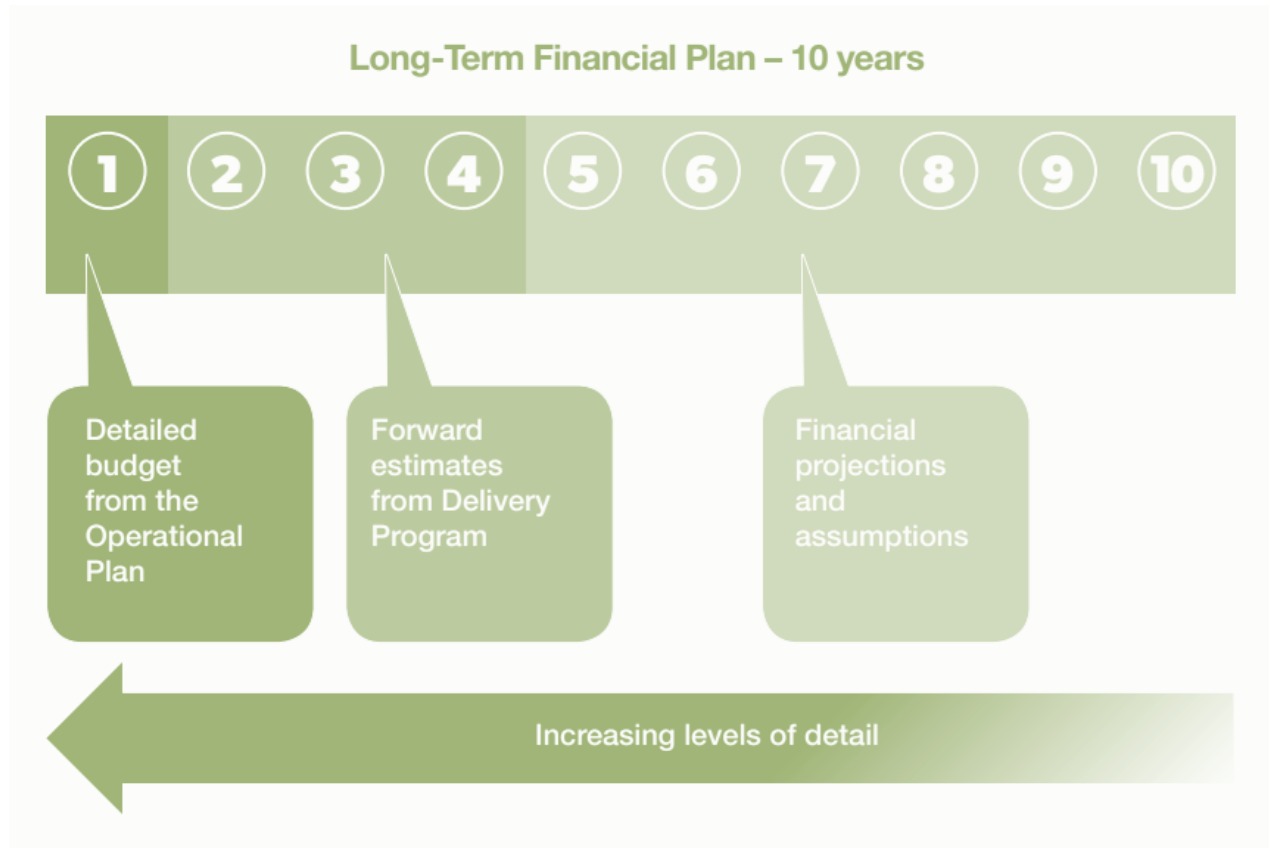 Long-Term Financial Plan – 10 years
1 2 3 4 5 6 7 8 9 10
Detailed
budget
from the
Operational
Plan
Forward
estimates
from Delivery
Program
Financial
projections
and
assumptions
Increasing levels of detail